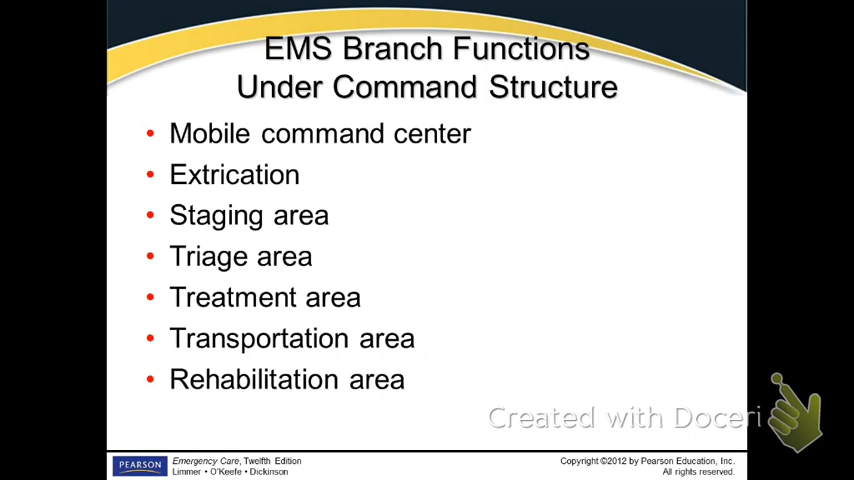 EMS Branch Functions
Under Command Structure
• Mobile command center
• Extrication
• Staging area
• Triage area
• Treatment area
• Transportation area
• Rehabilitation area
Created with Doceri
PEARSON
Emergency Care, Twelfth Edition
Limmer • O'Keefe • Dickinson
Copyright ©2012 by Pearson Education, Inc.
All rights reserved.